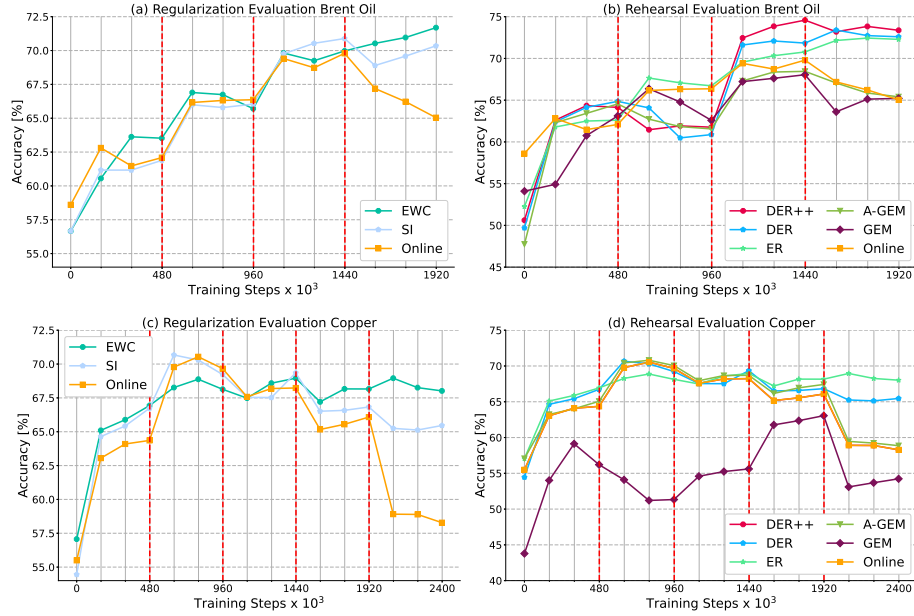 (a) Regularization Evaluation Brent Oil
Accuracy [%]
72.5
70.0
67.5
65.0
62.5
60.0
57.5
55.0
EWC
SI
Online
0 480 960 1440 1920
Training Steps x 10³
(b) Rehearsal Evaluation Brent Oil
Accuracy [%]
75
70
65
60
55
50
45
DER++ A-GEM
DER GEM
ER Online
0 480 960 1440 1920
Training Steps x 10³
(c) Regularization Evaluation Copper
Accuracy [%]
72.5
70.0
67.5
65.0
62.5
60.0
57.5
55.0
EWC
SI
Online
0 480 960 1440 1920 2400
Training Steps x 10³
(d) Rehearsal Evaluation Copper
Accuracy [%]
75
70
65
60
55
50
45
40
DER++ A-GEM
DER GEM
ER Online
0 480 960 1440 1920 2400
Training Steps x 10³